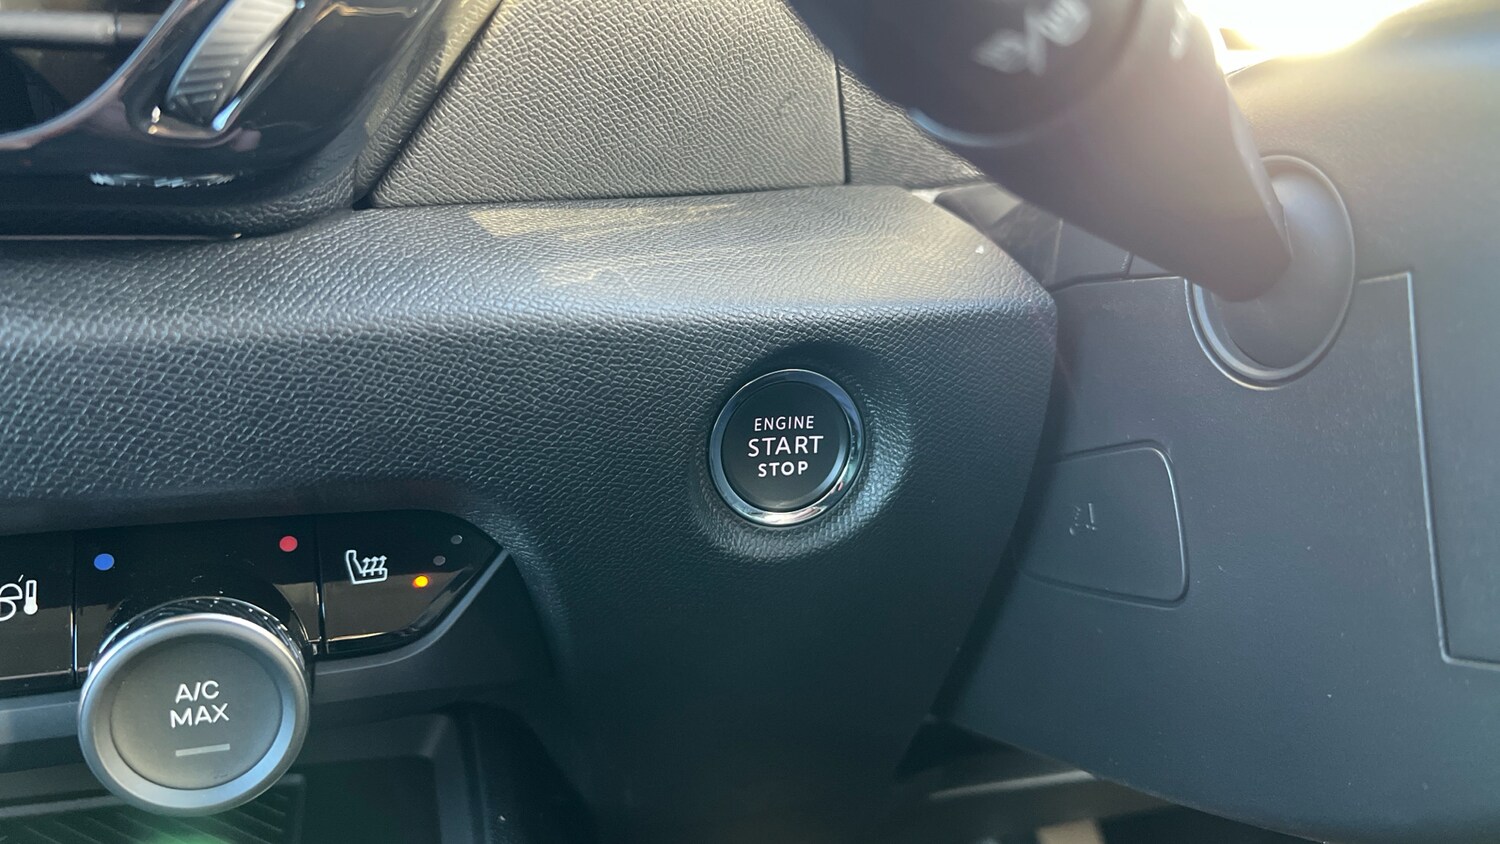 ENGINE
START
STOP
A/C
MAX